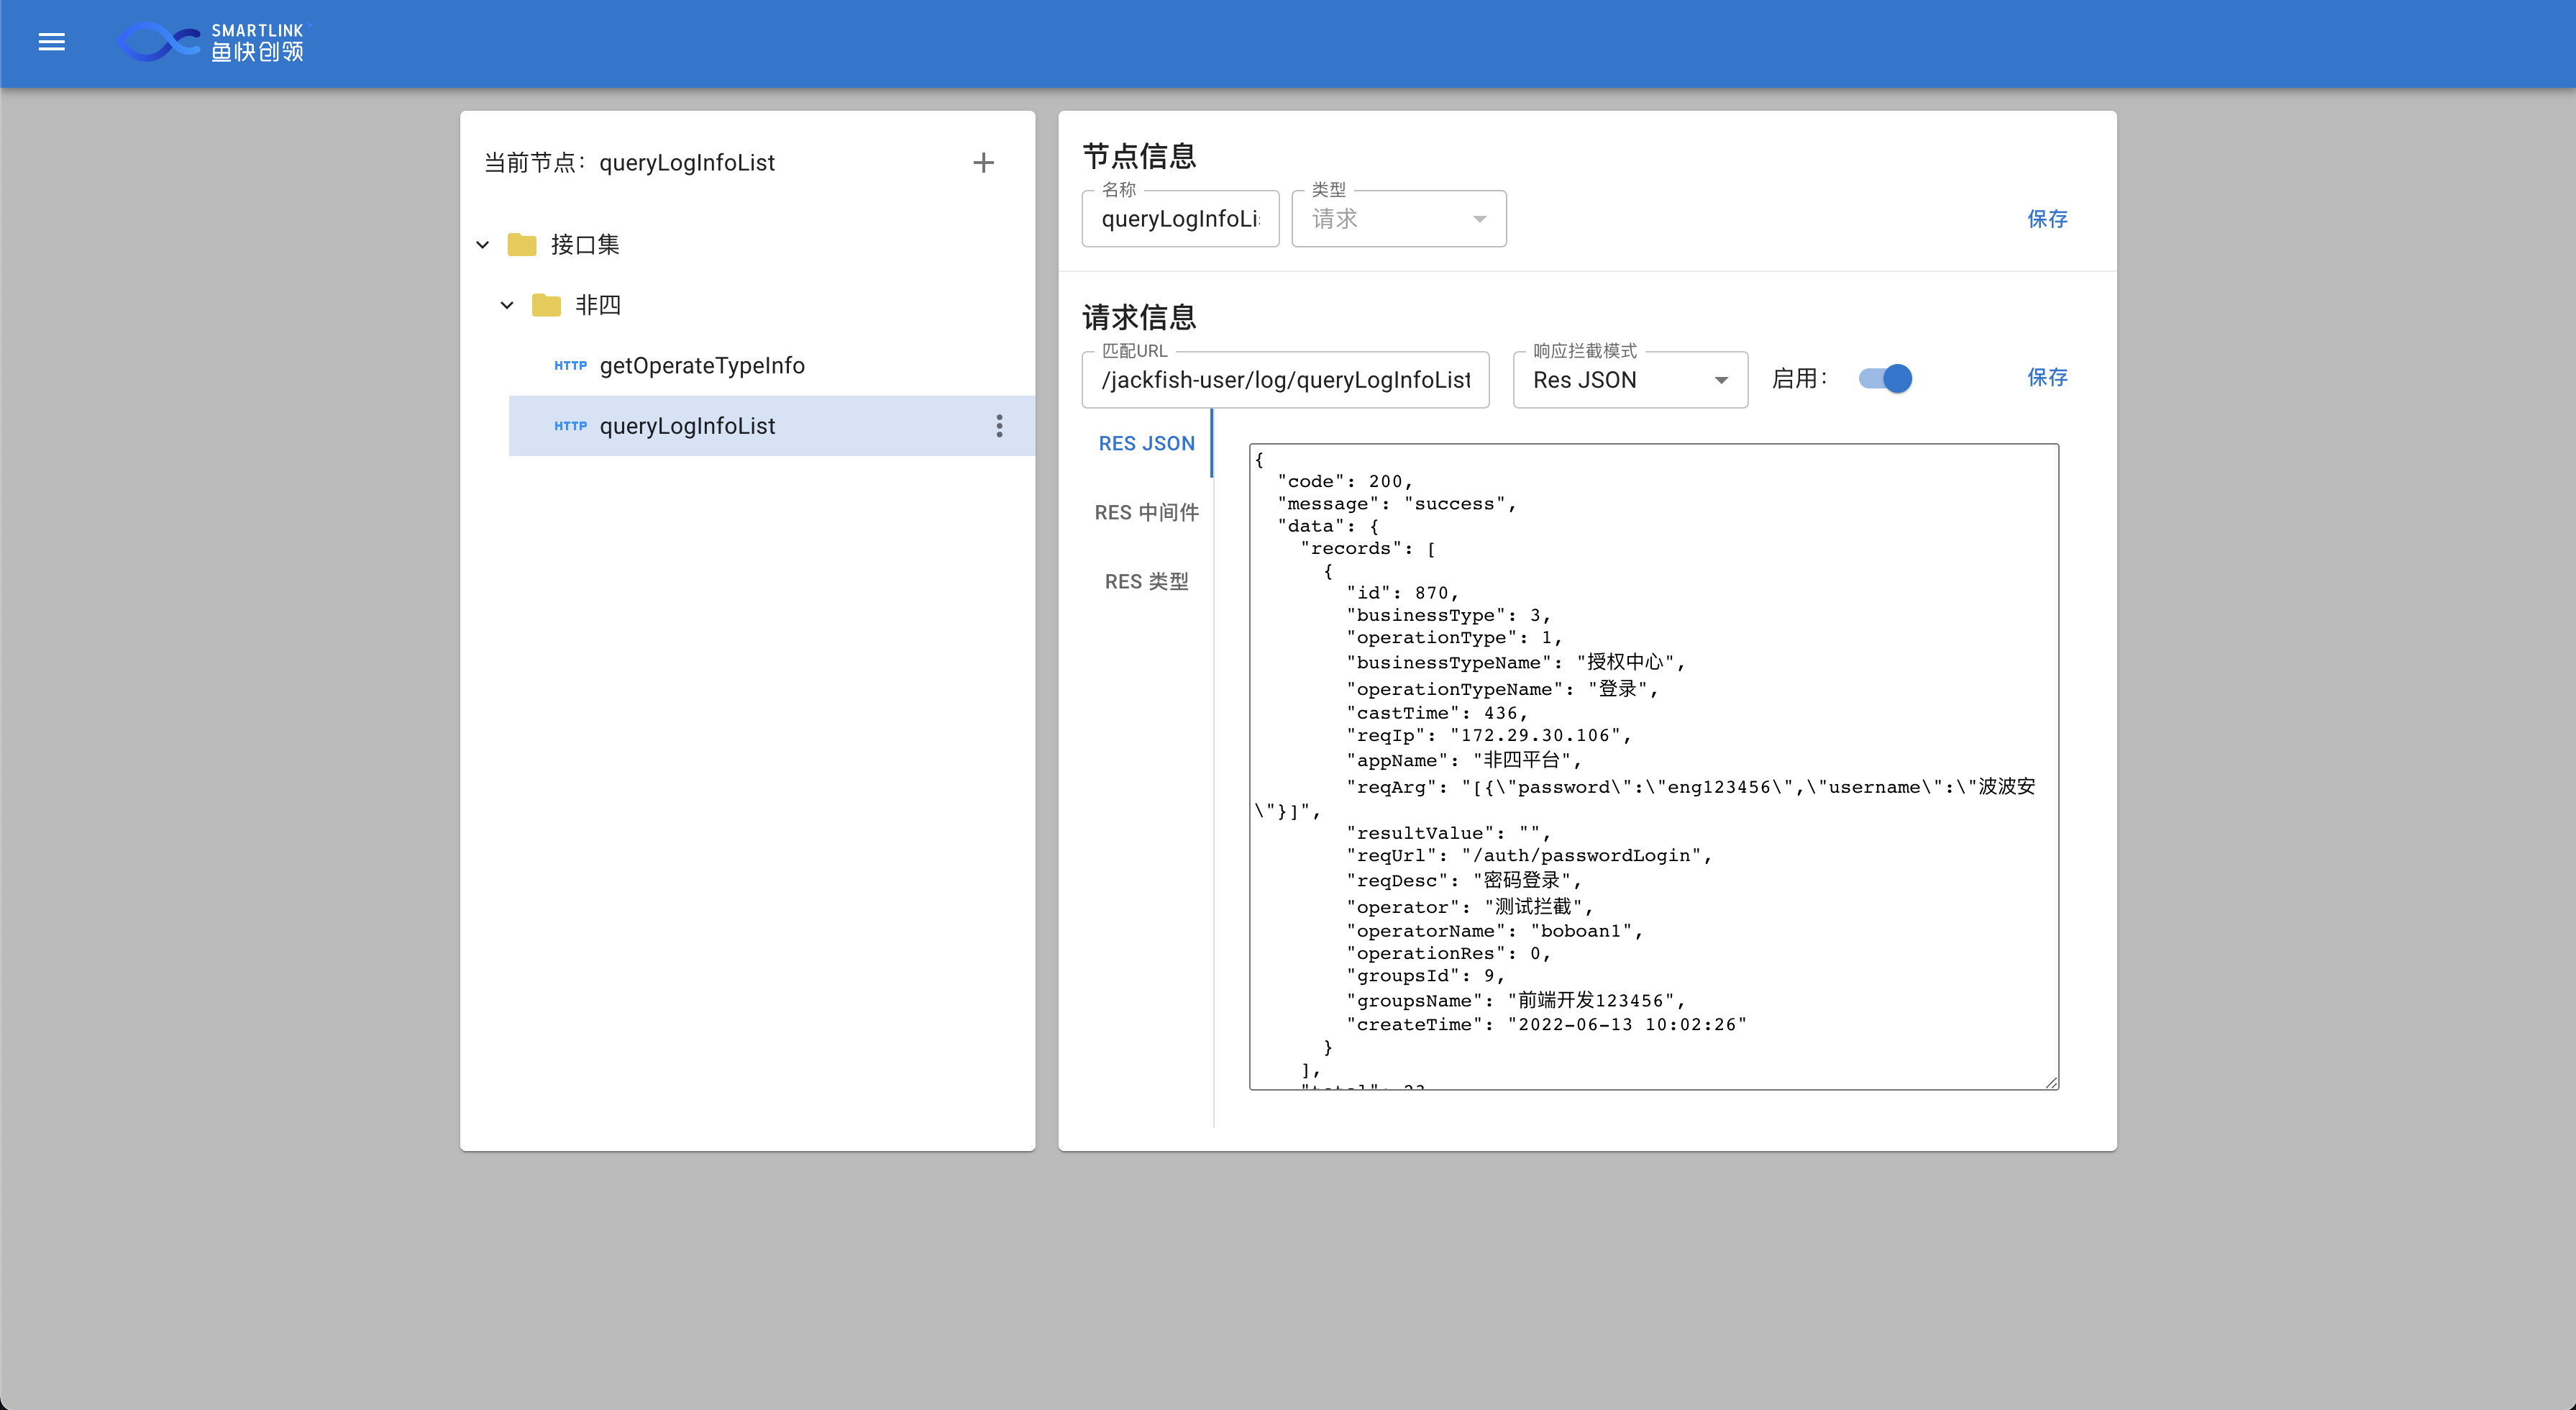 SMARTLINK
鱼快创领
当前节点：queryLogInfoList
接口集
非四
HTTP getOperateTypeInfo
HTTP queryLogInfoList
节点信息
名称
queryLogInfoLi
类型
请求
保存
请求信息
匹配URL
/jackfish-user/log/queryLogInfoList
响应拦截模式
Res JSON
启用：
保存
RES JSON
RES 中间件
RES 类型
{
"code": 200,
"message": "success",
"data": {
"records": [
{
"id": 870,
"businessType": 3,
"operationType": 1,
"businessTypeName": "授权中心",
"operationTypeName": "登录",
"castTime": 436,
"reqIp": "172.29.30.106",
"appName": "非四平台",
"reqArg": "[{\"password\":\"eng123456\",\"username\":\"波波安
\"}]",
"resultValue": "",
"reqUrl": "/auth/passwordLogin",
"reqDesc": "密码登录",
"operator": "测试拦截",
"operatorName": "boboan1",
"operationRes": 0,
"groupsId": 9,
"groupsName": "前端开发123456",
"createTime": "2022-06-13 10:02:26"
}
],